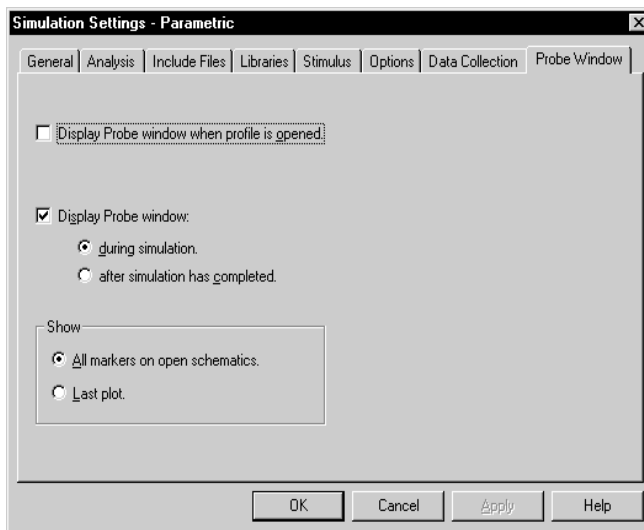 Simulation Settings - Parametric
General Analysis Include Files Libraries Stimulus Options Data Collection Probe Window
Display Probe window when profile is opened.
Display Probe window:
during simulation.
after simulation has completed.
Show
All markers on open schematics.
Last plot.
OK Cancel Apply Help